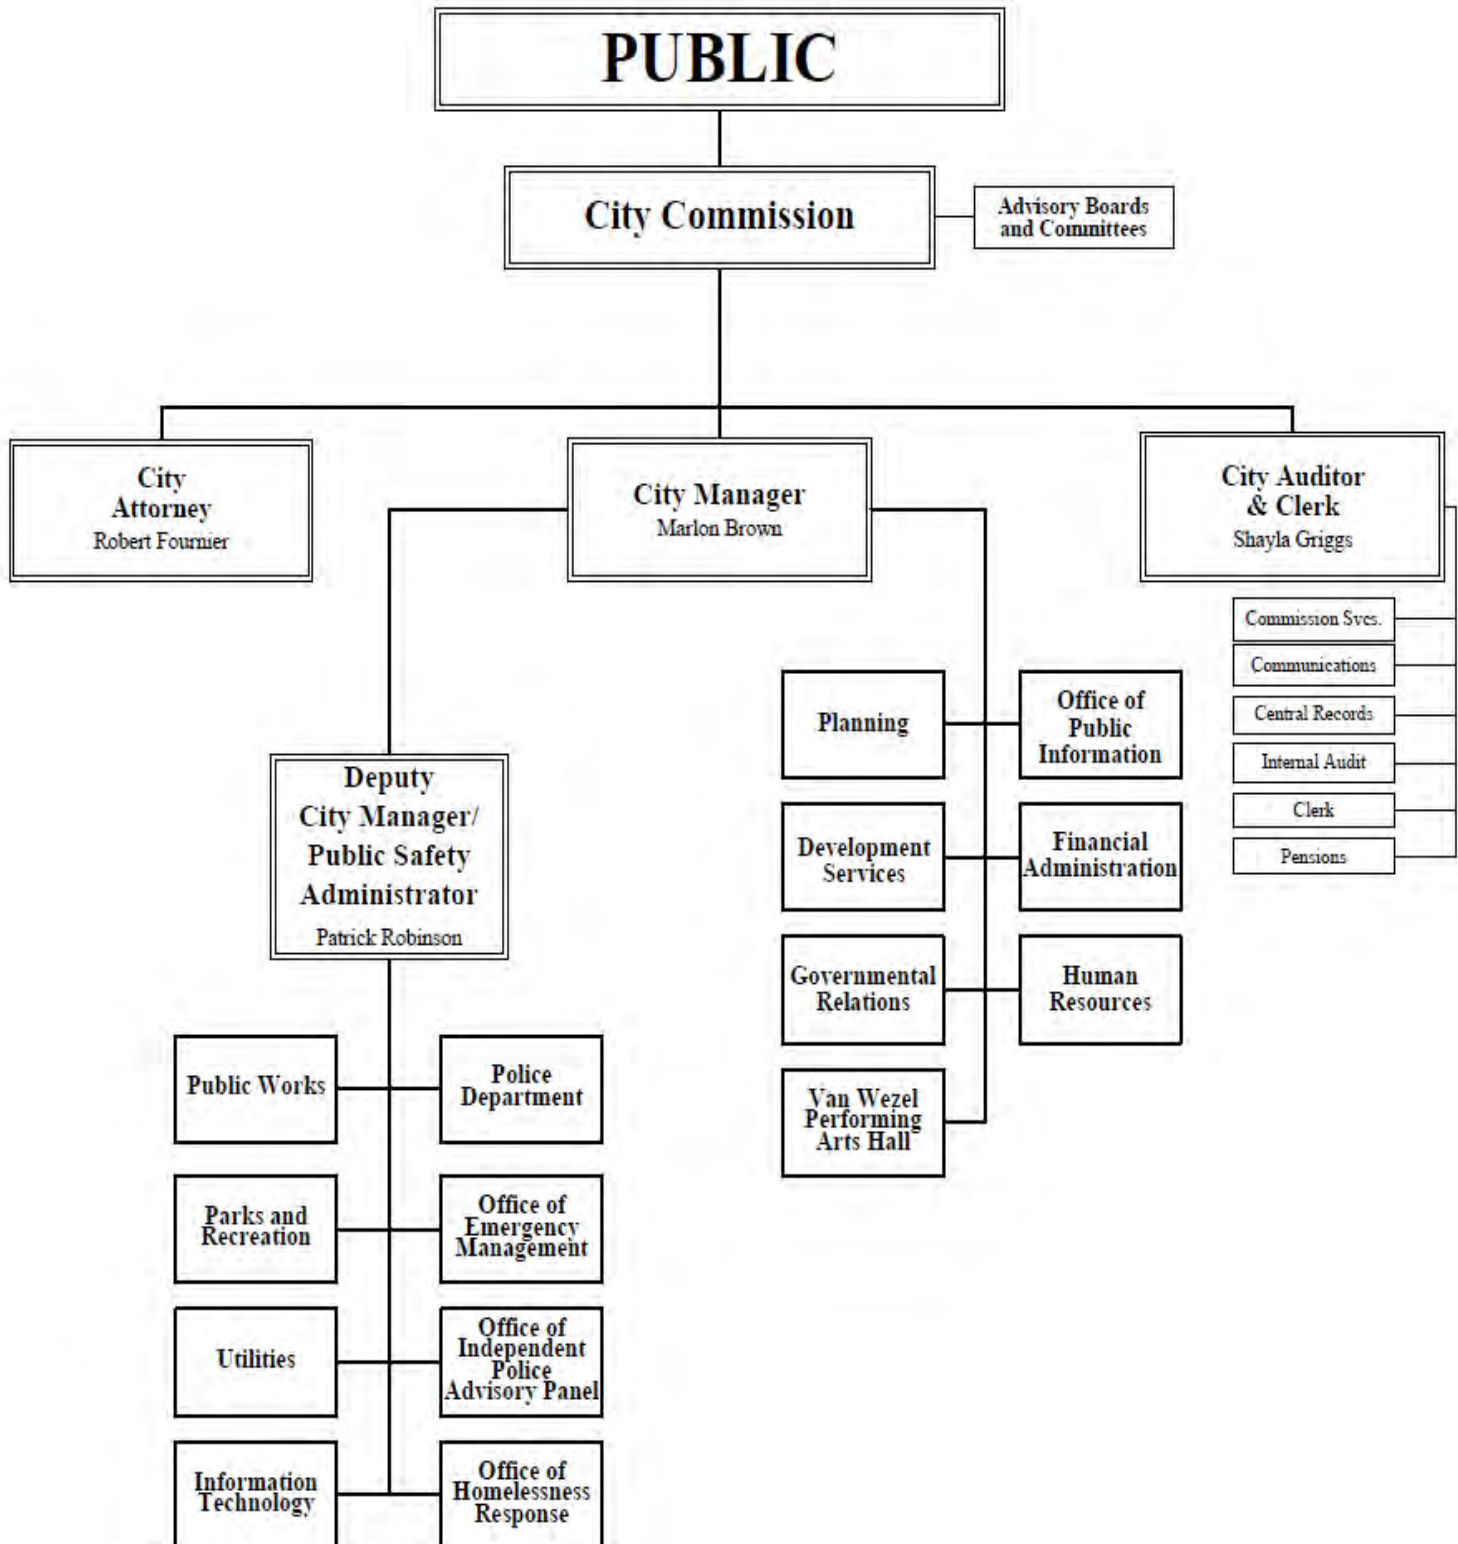 PUBLIC
City Commission
Advisory Boards
and Committees
City
Attorney
Robert Fournier
City Manager
Marlon Brown
City Auditor
& Clerk
Shayla Griggs
Commission Svcs.
Communications
Central Records
Internal Audit
Clerk
Pensions
Planning
Office of
Public
Information
Development
Services
Financial
Administration
Governmental
Relations
Human
Resources
Van Wezel
Performing
Arts Hall
Deputy
City Manager/
Public Safety
Administrator
Patrick Robinson
Public Works
Police
Department
Parks and
Recreation
Office of
Emergency
Management
Utilities
Office of
Independent
Police
Advisory Panel
Information
Technology
Office of
Homelessness
Response